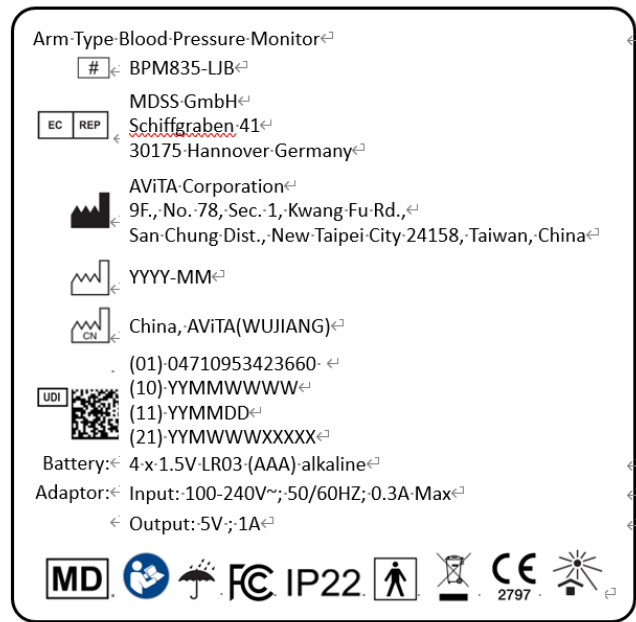 Arm Type Blood Pressure Monitor
# BPM835-LJB
EC REP
MDSS GmbH
Schiffgraben 41
30175 Hannover Germany
AViTA Corporation
9F., No. 78, Sec. 1, Kwang Fu Rd.,
San Chung Dist., New Taipei City 24158, Taiwan, China
YYYY-MM
CN China, AViTA(WUJIANG)
UDI
(01) 04710953423660
(10) YYMMWWWW
(11) YYMMDD
(21) YYMWWWXXXXX
Battery: 4 x 1.5V LR03 (AAA) alkaline
Adaptor: Input: 100-240V~; 50/60HZ; 0.3A Max
Output: 5V ; 1A
MD FC IP22 CE 2797